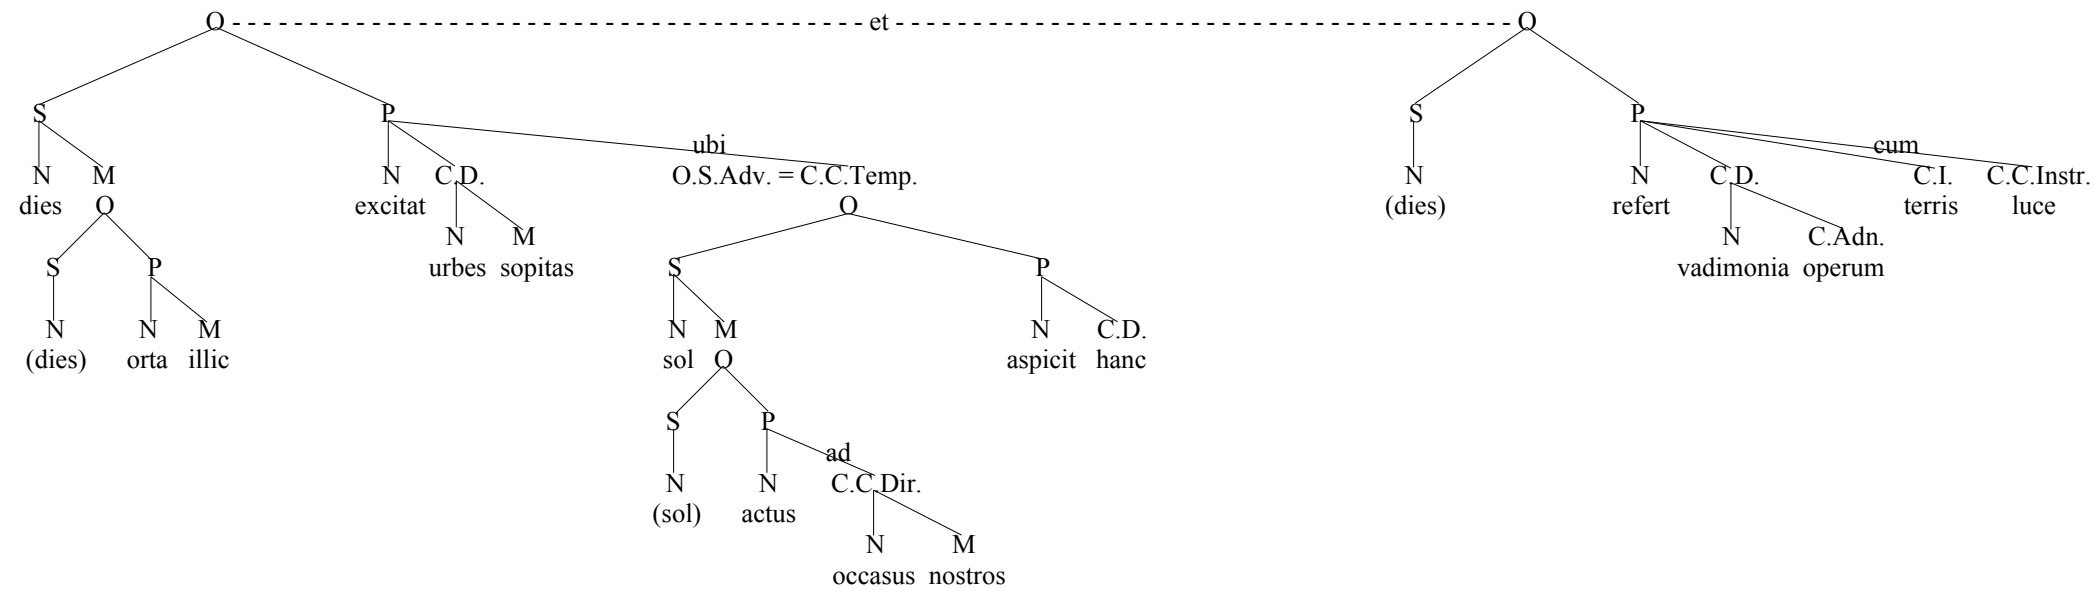 O - - - - - - - - - - - - - - - - - - - - - - - - - - - - - - - - - - - - - - - - - - - - et - - - - - - - - - - - - - - - - - - - - - - - - - - - - - - - - - - - - - - - - - - - - O
S P S P
ubi cum
N M N C.D. O.S.Adv. = C.C.Temp. N N C.D. C.I. C.C.Instr.
dies O excitat O (dies) refert terris luce
N M N C.Adn.
S P urbes sopitas S P vadimonia operum
N N M N M N C.D.
(dies) orta illic sol O aspicit hanc
S P
ad
N N C.C.Dir.
(sol) actus
N M
occasus nostros